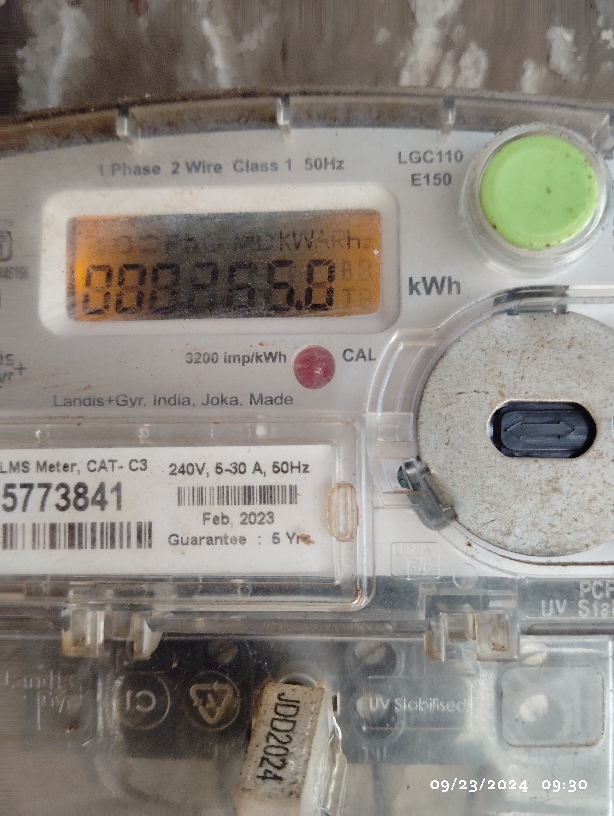 1 Phase 2 Wire Class 1 50Hz
LGC110
E150
kWh
3200 imp/kWh
CAL
Landis+Gyr, India, Joka, Made
LMS Meter, CAT- C3
5773841
240V, 5-30 A, 50Hz
Feb, 2023
Guarantee : 5 Yrs
UV Stabilised
JDD2024
09/23/2024 09:30